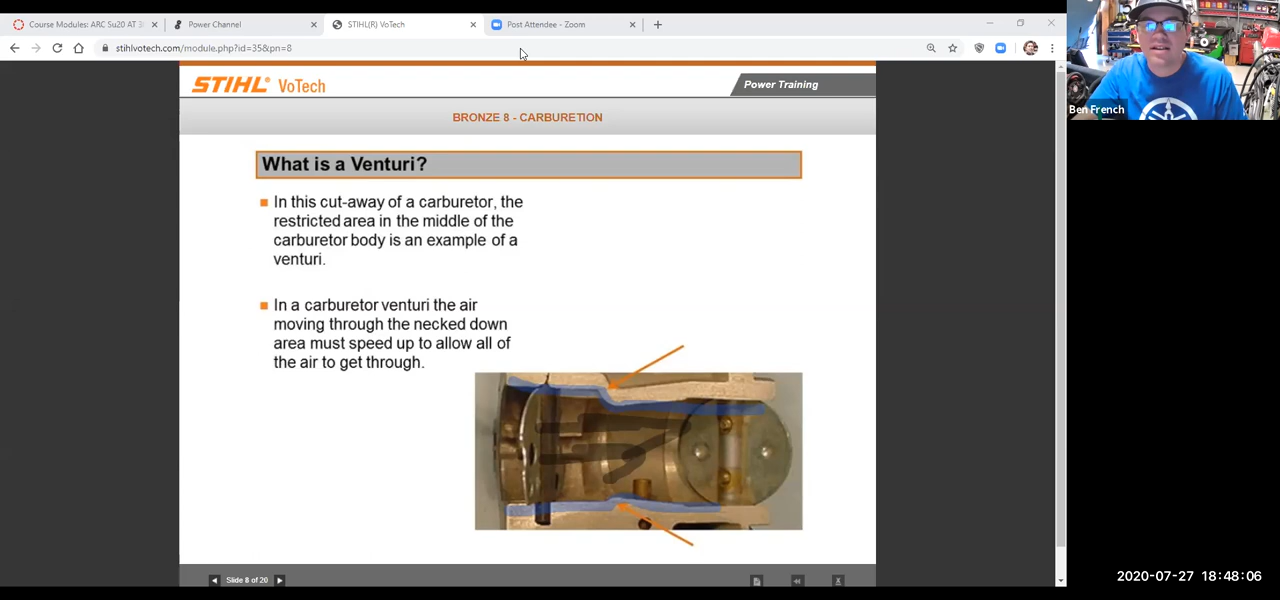 Course Modules: ARC Su20 AT 3
Power Channel
STIHL(R) VoTech
Post Attendee - Zoom
stihlvotech.com/module.php?id=35&pn=8
STIHL® VoTech
Power Training
Ben French
BRONZE 8 - CARBURETION
What is a Venturi?
In this cut-away of a carburetor, the
restricted area in the middle of the
carburetor body is an example of a
venturi.
In a carburetor venturi the air
moving through the necked down
area must speed up to allow all of
the air to get through.
Slide 8 of 20
2020-07-27 18:48:06